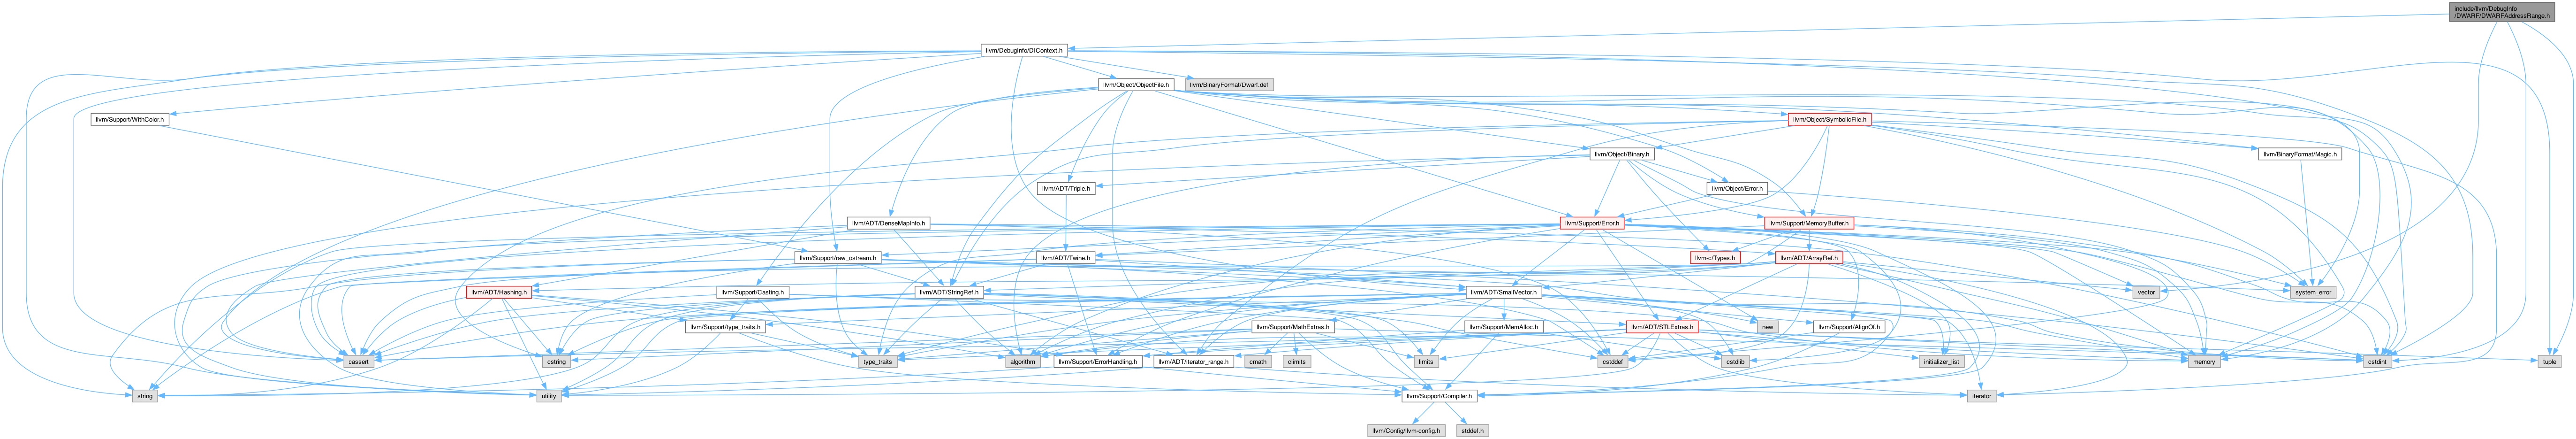 include/llvm/DebugInfo
/DWARF/DWARFAddressRange.h
llvm/DebugInfo/DIContext.h
llvm/Object/ObjectFile.h
llvm/BinaryFormat/Dwarf.def
llvm/Support/WithColor.h
llvm/Object/SymbolicFile.h
llvm/Object/Binary.h
llvm/BinaryFormat/Magic.h
llvm/ADT/Triple.h
llvm/Object/Error.h
llvm/ADT/DenseMapInfo.h
llvm/Support/Error.h
llvm/Support/MemoryBuffer.h
llvm/Support/raw_ostream.h
llvm/ADT/Twine.h
llvm-c/Types.h
llvm/ADT/ArrayRef.h
llvm/ADT/Hashing.h
llvm/Support/Casting.h
llvm/ADT/StringRef.h
llvm/ADT/SmallVector.h
vector
system_error
llvm/Support/type_traits.h
llvm/Support/MathExtras.h
llvm/Support/MemAlloc.h
llvm/ADT/STLExtras.h
new
llvm/Support/AlignOf.h
cassert
cstring
type_traits
algorithm
llvm/Support/ErrorHandling.h
llvm/ADT/iterator_range.h
cmath
climits
limits
cstddef
cstdlib
initializer_list
memory
cstdint
tuple
string
utility
llvm/Support/Compiler.h
iterator
llvm/Config/llvm-config.h
stddef.h